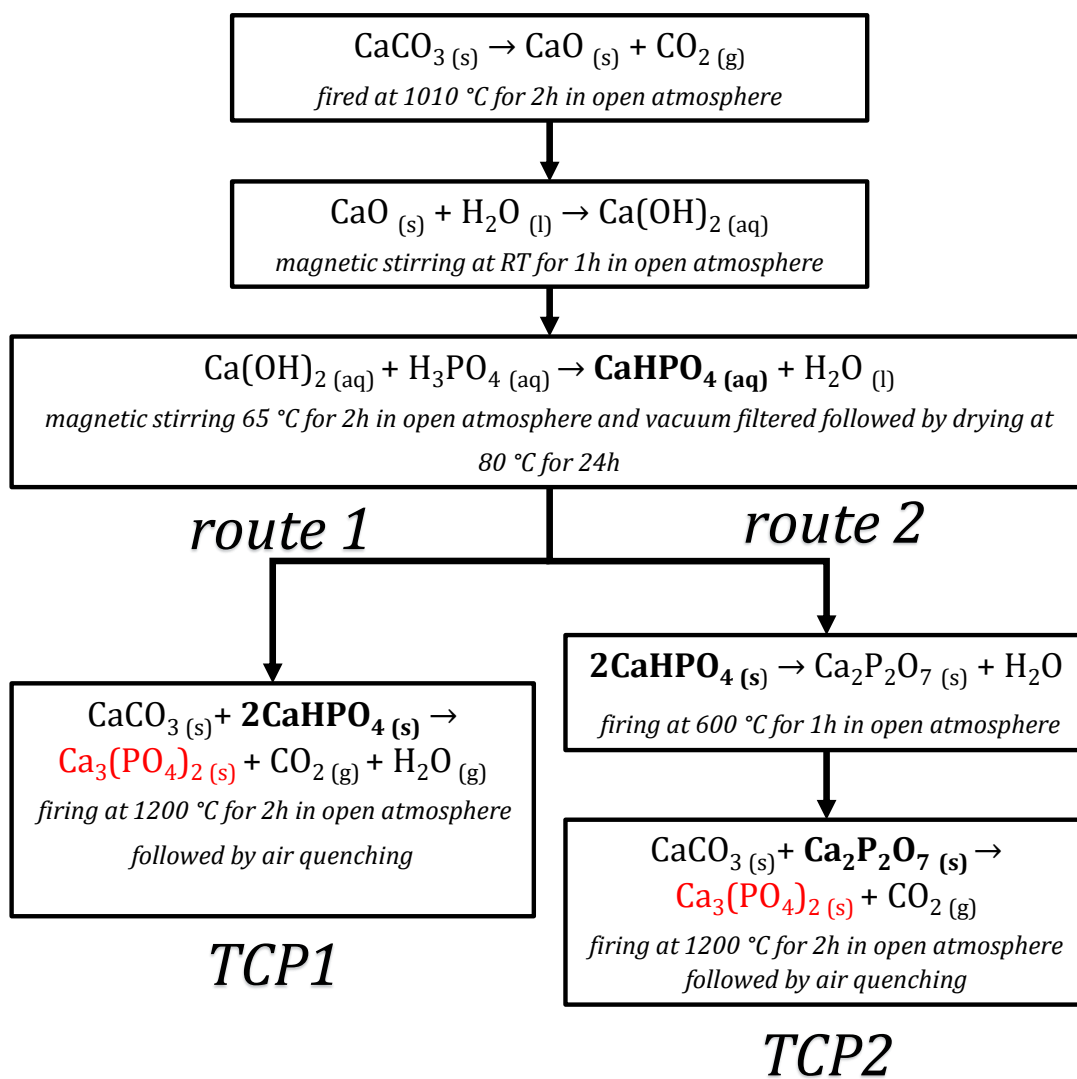 CaCO₃ (s) → CaO (s) + CO₂ (g)
fired at 1010 °C for 2h in open atmosphere
CaO (s) + H₂O (l) → Ca(OH)₂ (aq)
magnetic stirring at RT for 1h in open atmosphere
Ca(OH)₂ (aq) + H₃PO₄ (aq) → CaHPO₄ (aq) + H₂O (l)
magnetic stirring 65 °C for 2h in open atmosphere and vacuum filtered followed by drying at
80 °C for 24h
route 1
route 2
CaCO₃ (s) + 2CaHPO₄ (s) →
Ca₃(PO₄)₂ (s) + CO₂ (g) + H₂O (g)
firing at 1200 °C for 2h in open atmosphere
followed by air quenching
TCP1
2CaHPO₄ (s) → Ca₂P₂O₇ (s) + H₂O
firing at 600 °C for 1h in open atmosphere
CaCO₃ (s) + Ca₂P₂O₇ (s) →
Ca₃(PO₄)₂ (s) + CO₂ (g)
firing at 1200 °C for 2h in open atmosphere
followed by air quenching
TCP2